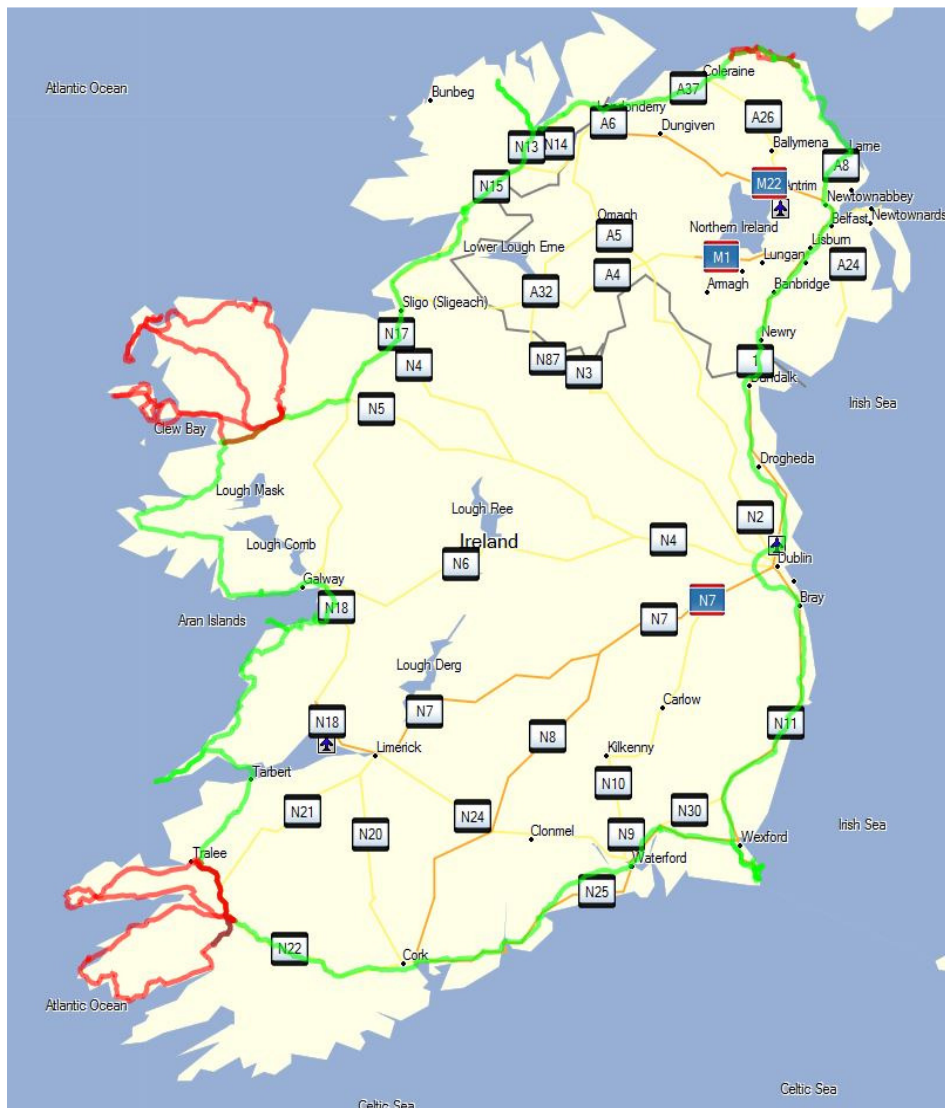 Atlantic Ocean
Bunbeg
Coleraine
A37
Londonderry
A6
Dungiven
A26
Ballymena
Larne
N13
N14
A8
M22
Antrim
N15
Newtownabbey
Omagh
Belfast
Newtownards
Northern Ireland
A5
Lisburn
Lower Lough Erne
M1
Lurgan
A24
A4
Armagh
Banbridge
A32
Sligo (Sligeach)
N17
Newry
N4
N87
N3
1
Dundalk
N5
Irish Sea
Clew Bay
Drogheda
Lough Mask
Lough Ree
N2
Ireland
N4
Lough Corrib
N6
Dublin
Galway
N18
N7
Bray
Aran Islands
N7
Lough Derg
Carlow
N7
N18
N11
N8
Limerick
Kilkenny
Tarbert
N10
N21
N24
N30
N20
Clonmel
N9
Irish Sea
Wexford
Tralee
Waterford
N25
N22
Cork
Atlantic Ocean
Celtic Sea
Celtic Sea